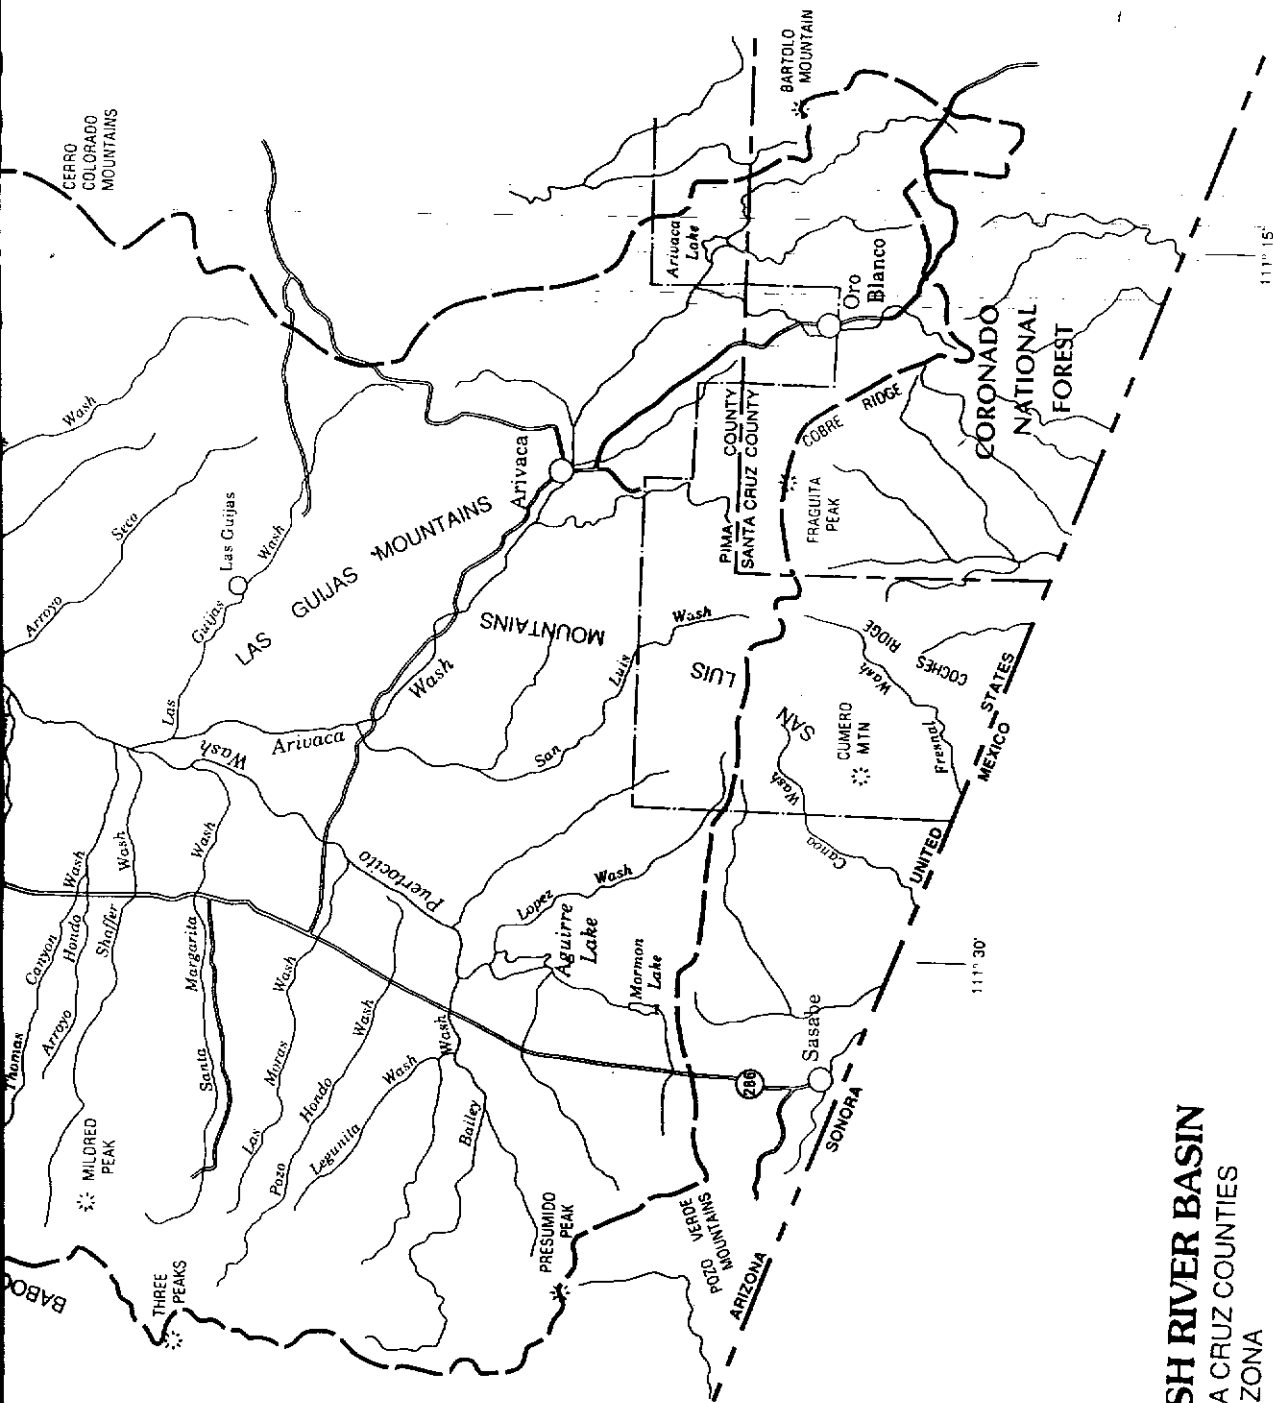 CERRO
COLORADO
MOUNTAINS
BARTOLO
MOUNTAIN
Wash
Arroyo
Seco
Las Guijas
Las
Guijas
Wash
LAS GUIJAS MOUNTAINS
Arivaca
Arivaca
Lake
Oro
Blanco
CORONADO
NATIONAL
FOREST
COBRE RIDGE
PIMA COUNTY
SANTA CRUZ COUNTY
FRAGUITA
PEAK
111° 15'
Arivaca
Wash
SAN
LUIS
MOUNTAINS
San
Luis
Wash
COCHES
RIDGE
Fresnal
Wash
CUMERO
MTN
Canoa
Wash
UNITED STATES
MEXICO
Puertocito
Wash
Thomas
Canyon
Wash
Arroyo
Hondo
Shaffer
Wash
Santa
Margarita
Wash
Las
Moras
Wash
Pozo
Hondo
Wash
Legunita
Wash
Bailey
Wash
Lopez
Wash
Aguirre
Lake
Mormon
Lake
286
Sasabe
111° 30'
MILDRED
PEAK
THREE
PEAKS
BABOQ
PRESUMIDO
PEAK
POZO VERDE
MOUNTAINS
ARIZONA
SONORA
SH RIVER BASIN
A CRUZ COUNTIES
ZONA